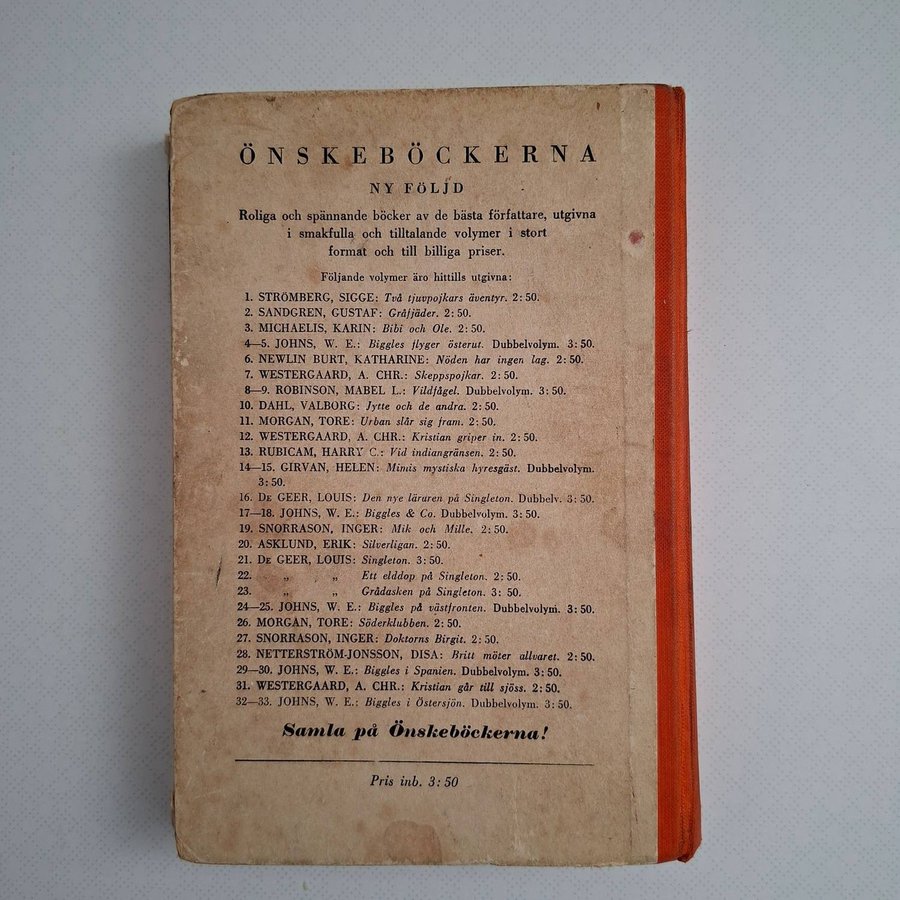 ÖNSKEBÖCKERNA
NY FÖLJD
Roliga och spännande böcker av de bästa författare, utgivna
i smakfulla och tilltalande volymer i stort
format och till billiga priser.
Följande volymer äro hittills utgivna:
1. STRÖMBERG, SIGGE: Två tjuvpojkars äventyr. 2:50.
2. SANDGREN, GUSTAF: Gråfjäder. 2:50.
3. MICHAELIS, KARIN: Bibi och Ole. 2:50.
4—5. JOHNS, W. E.: Biggles flyger österut. Dubbelvolym. 3:50.
6. NEWLIN BURT, KATHARINE: Nöden har ingen lag. 2:50.
7. WESTERGAARD, A. CHR.: Skeppspojkar. 2:50.
8—9. ROBINSON, MABEL L.: Vildfågel. Dubbelvolym. 3:50.
10. DAHL, VALBORG: Jytte och de andra. 2:50.
11. MORGAN, TORE: Urban slår sig fram. 2:50.
12. WESTERGAARD, A. CHR.: Kristian griper in. 2:50.
13. RUBICAM, HARRY C.: Vid indiangränsen. 2:50.
14—15. GIRVAN, HELEN: Mimis mystiska hyresgäst. Dubbelvolym.
3:50.
16. DE GEER, LOUIS: Den nye läraren på Singleton. Dubbelv. 3:50.
17—18. JOHNS, W. E.: Biggles & Co. Dubbelvolym. 3:50.
19. SNORRASON, INGER: Mik och Mille. 2:50.
20. ASKLUND, ERIK: Silverligan. 2:50.
21. DE GEER, LOUIS: Singleton. 3:50.
22. „ „ Ett elddop på Singleton. 2:50.
23. „ „ Grådasken på Singleton. 3:50.
24—25. JOHNS, W. E.: Biggles på västfronten. Dubbelvolym. 3:50.
26. MORGAN, TORE: Söderklubben. 2:50.
27. SNORRASON, INGER: Doktorns Birgit. 2:50.
28. NETTERSTRÖM-JONSSON, DISA: Britt möter allvaret. 2:50.
29—30. JOHNS, W. E.: Biggles i Spanien. Dubbelvolym. 3:50.
31. WESTERGAARD, A. CHR.: Kristian går till sjöss. 2:50.
32—33. JOHNS, W. E.: Biggles i Östersjön. Dubbelvolym. 3:50.
Samla på Önskeböckerna!
Pris inb. 3:50